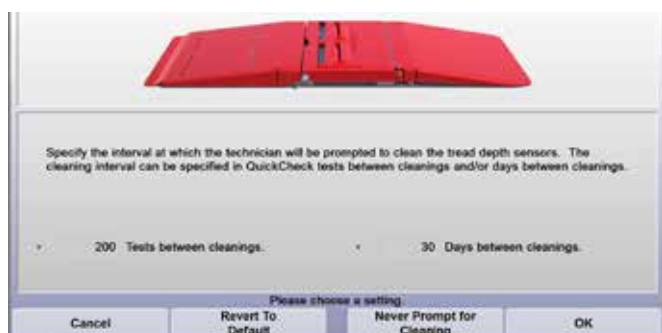 Specify the interval at which the technician will be prompted to clean the tread depth sensors. The
cleaning interval can be specified in QuickCheck tests between cleanings and/or days between cleanings.
200 Tests between cleanings.
30 Days between cleanings.
Please choose a setting.
Cancel
Revert To
Default
Never Prompt for
Cleaning
OK